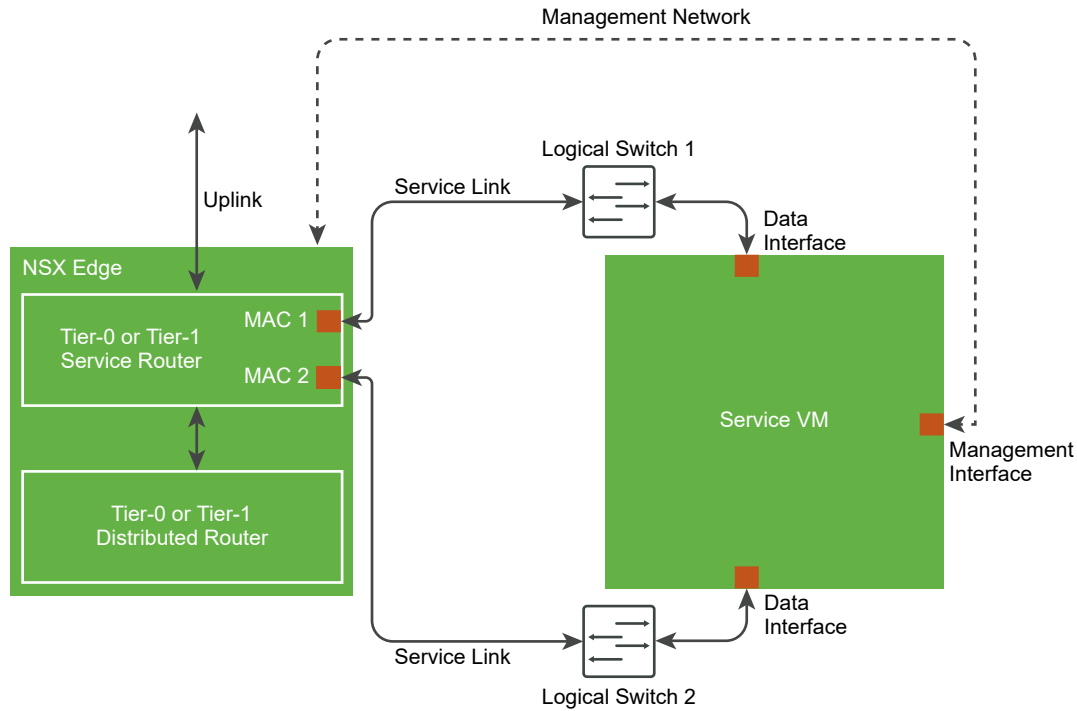 Management Network
Logical Switch 1
Service Link
Uplink
Data
Interface
NSX Edge
MAC 1
Tier-0 or Tier-1
Service Router
MAC 2
Service VM
Management
Interface
Tier-0 or Tier-1
Distributed Router
Data
Interface
Service Link
Logical Switch 2